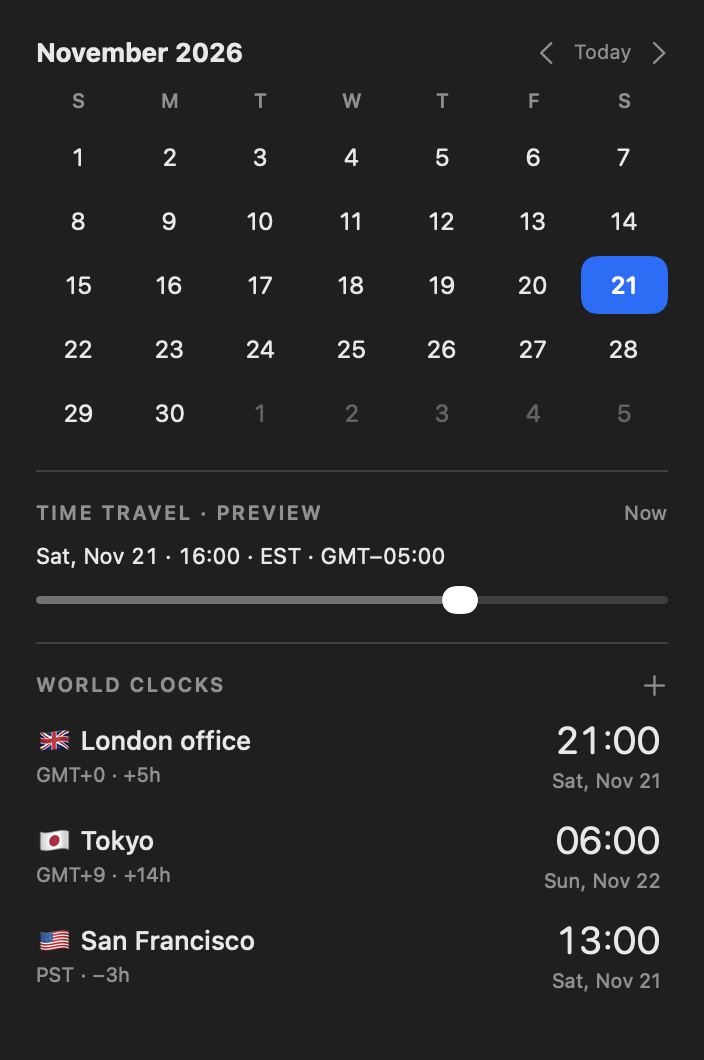 November 2026 Today
S M T W T F S
1 2 3 4 5 6 7
8 9 10 11 12 13 14
15 16 17 18 19 20 21
22 23 24 25 26 27 28
29 30 1 2 3 4 5
TIME TRAVEL · PREVIEW Now
Sat, Nov 21 · 16:00 · EST · GMT−05:00
WORLD CLOCKS
London office 21:00
GMT+0 · +5h Sat, Nov 21
Tokyo 06:00
GMT+9 · +14h Sun, Nov 22
San Francisco 13:00
PST · −3h Sat, Nov 21